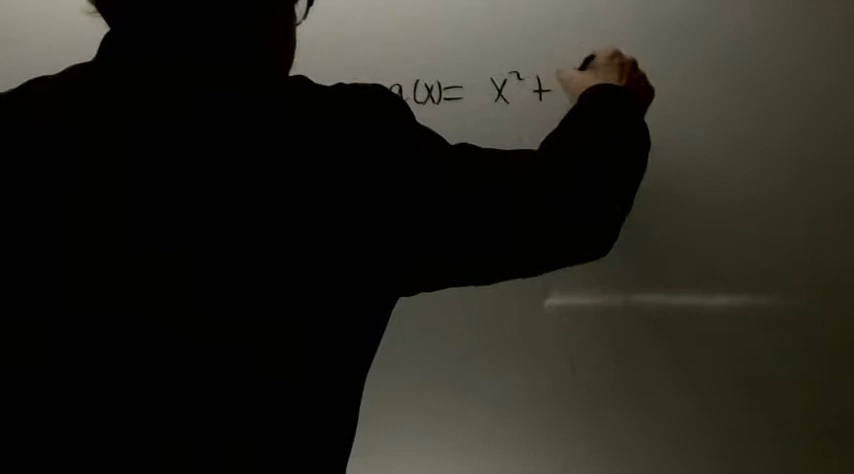 g(x) = x² +